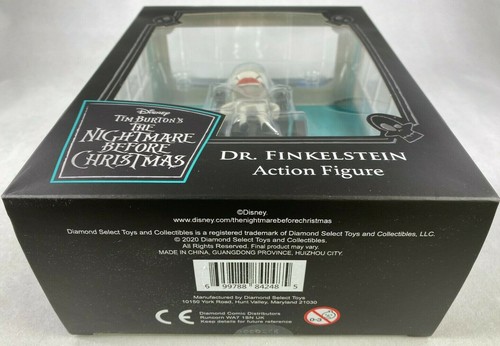 Disney
TIM BURTON'S
THE
NIGHTMARE
BEFORE
CHRISTMAS
DR. FINKELSTEIN
Action Figure
©Disney.
www.disney.com/thenightmarebeforechristmas
Diamond Select Toys and Collectibles is a registered trademark of Diamond Select Toys and Collectibles, LLC.
© 2020 Diamond Select Toys and Collectibles.
All Rights Reserved. Final product may vary.
MADE IN CHINA, GUANGDONG PROVINCE, HUIZHOU CITY.
6 99788 84248 5
Manufactured by Diamond Select Toys
10150 York Road, Hunt Valley, Maryland 21030
CE
Diamond Comic Distributors
Runcorn WA7 1SN UK
Keep details for future reference
0-3